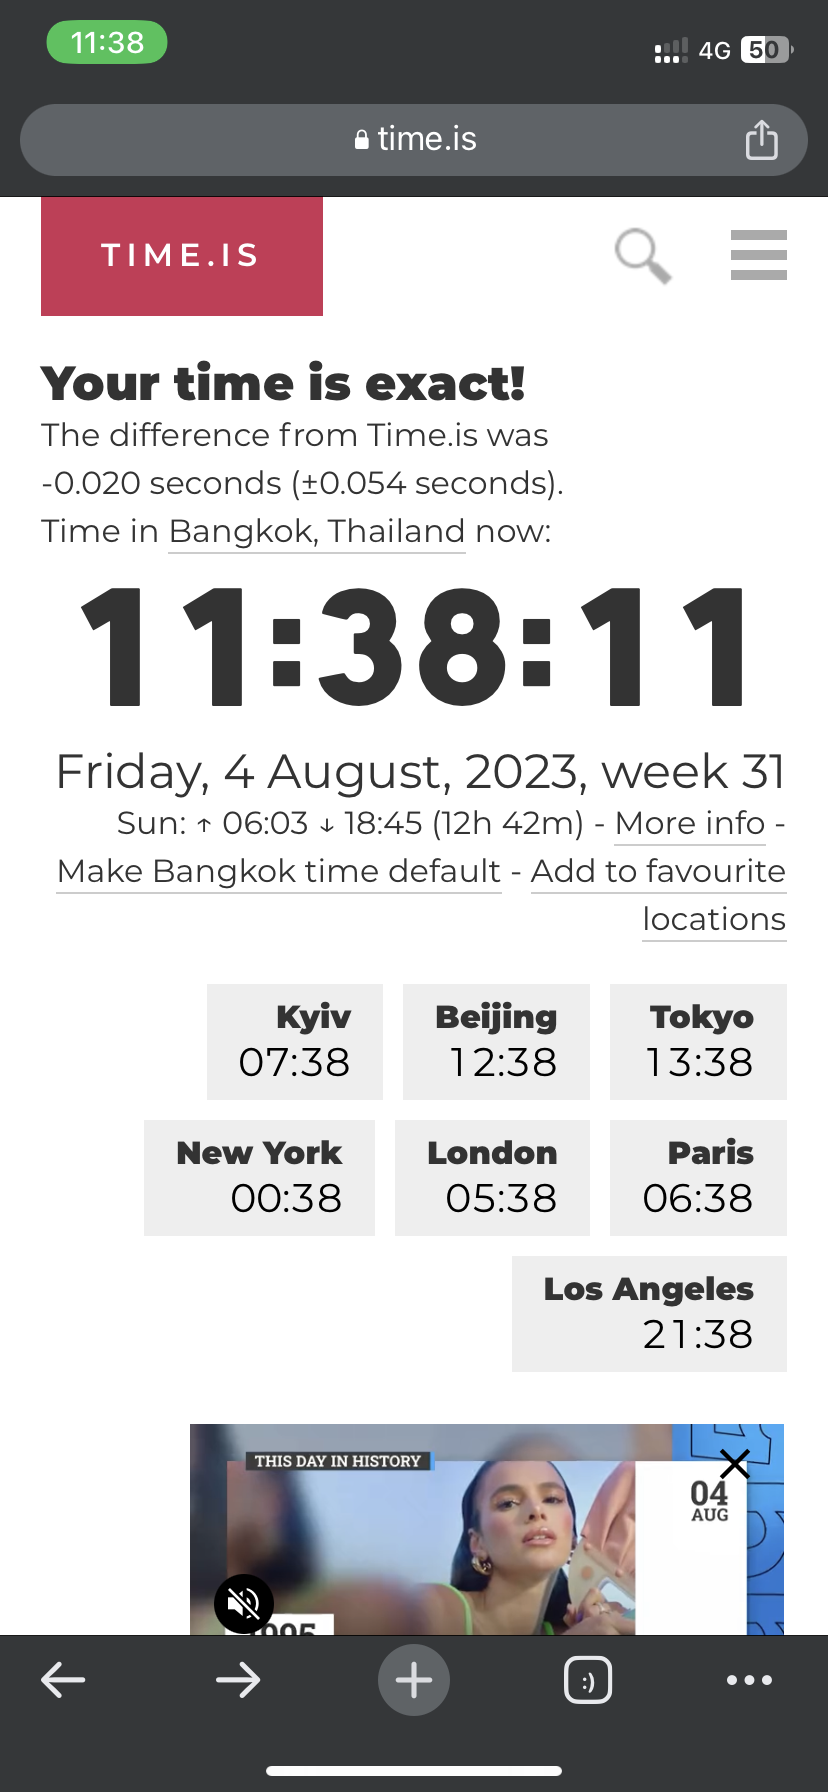 11:38
4G 50
time.is
TIME.IS
Your time is exact!
The difference from Time.is was
-0.020 seconds (±0.054 seconds).
Time in Bangkok, Thailand now:
11:38:11
Friday, 4 August, 2023, week 31
Sun: ↑ 06:03 ↓ 18:45 (12h 42m) - More info -
Make Bangkok time default - Add to favourite
locations
Kyiv
07:38
Beijing
12:38
Tokyo
13:38
New York
00:38
London
05:38
Paris
06:38
Los Angeles
21:38
THIS DAY IN HISTORY
04
AUG
1995
:)